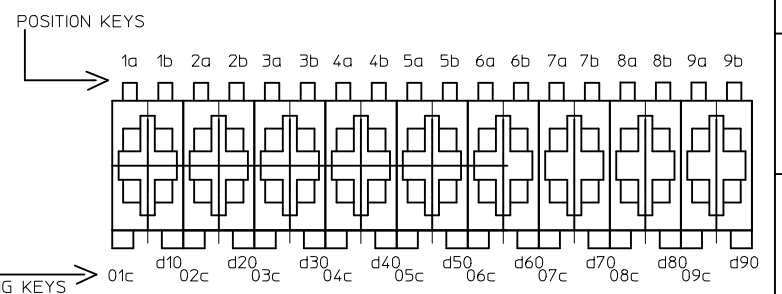 POSITION KEYS
1a 1b 2a 2b 3a 3b 4a 4b 5a 5b 6a 6b 7a 7b 8a 8b 9a 9b
d10 d20 d30 d40 d50 d60 d70 d80 d90
01c 02c 03c 04c 05c 06c 07c 08c 09c
KEYS